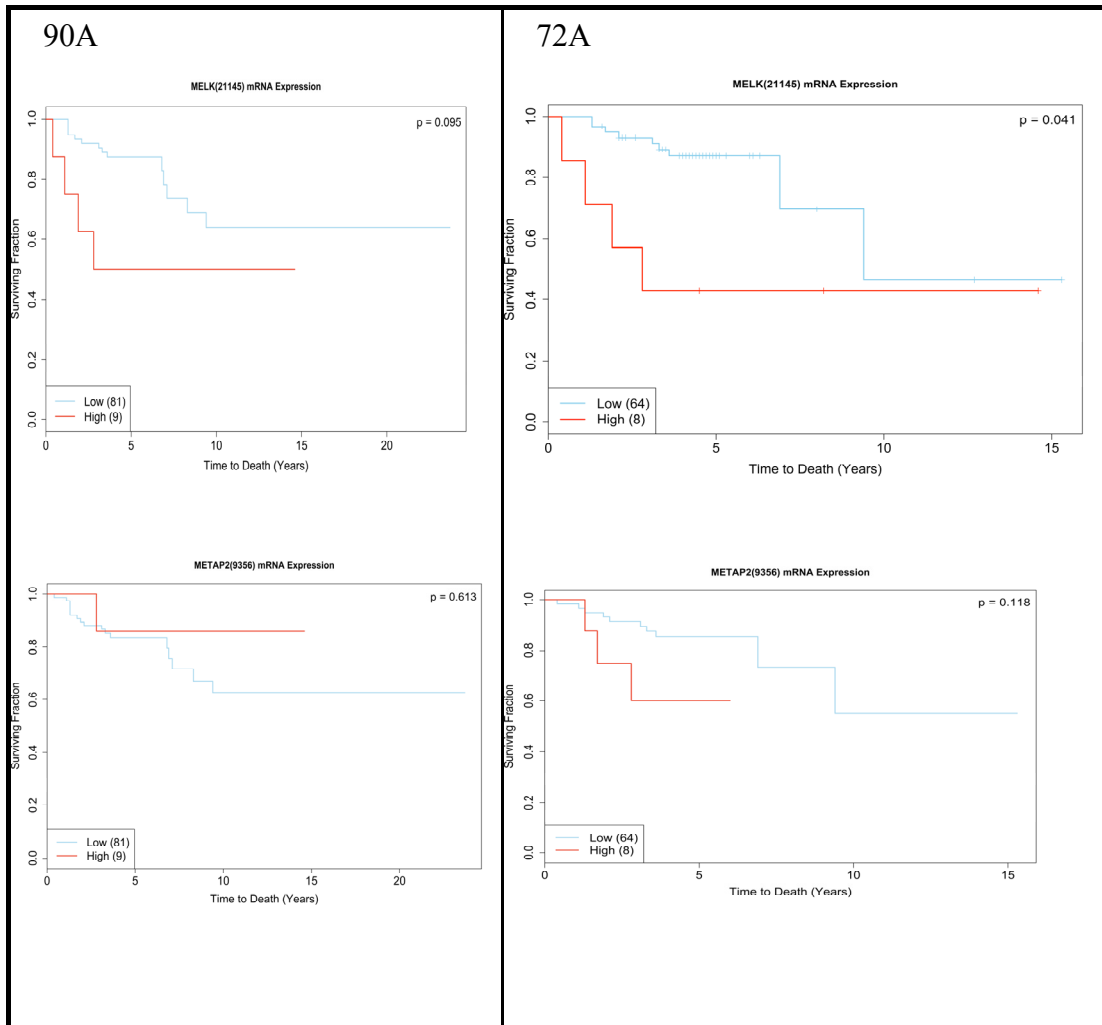 90A
MELK(21145) mRNA Expression
p = 0.095
Surviving Fraction
1.0
0.8
0.6
0.4
0.2
0.0
Low (81)
High (9)
0 5 10 15 20
Time to Death (Years)
METAP2(9356) mRNA Expression
p = 0.613
Surviving Fraction
1.0
0.8
0.6
0.4
0.2
0.0
Low (81)
High (9)
0 5 10 15 20
Time to Death (Years)
72A
MELK(21145) mRNA Expression
p = 0.041
Surviving Fraction
1.0
0.8
0.6
0.4
0.2
0.0
Low (64)
High (8)
0 5 10 15
Time to Death (Years)
METAP2(9356) mRNA Expression
p = 0.118
Surviving Fraction
1.0
0.8
0.6
0.4
0.2
0.0
Low (64)
High (8)
0 5 10 15
Time to Death (Years)